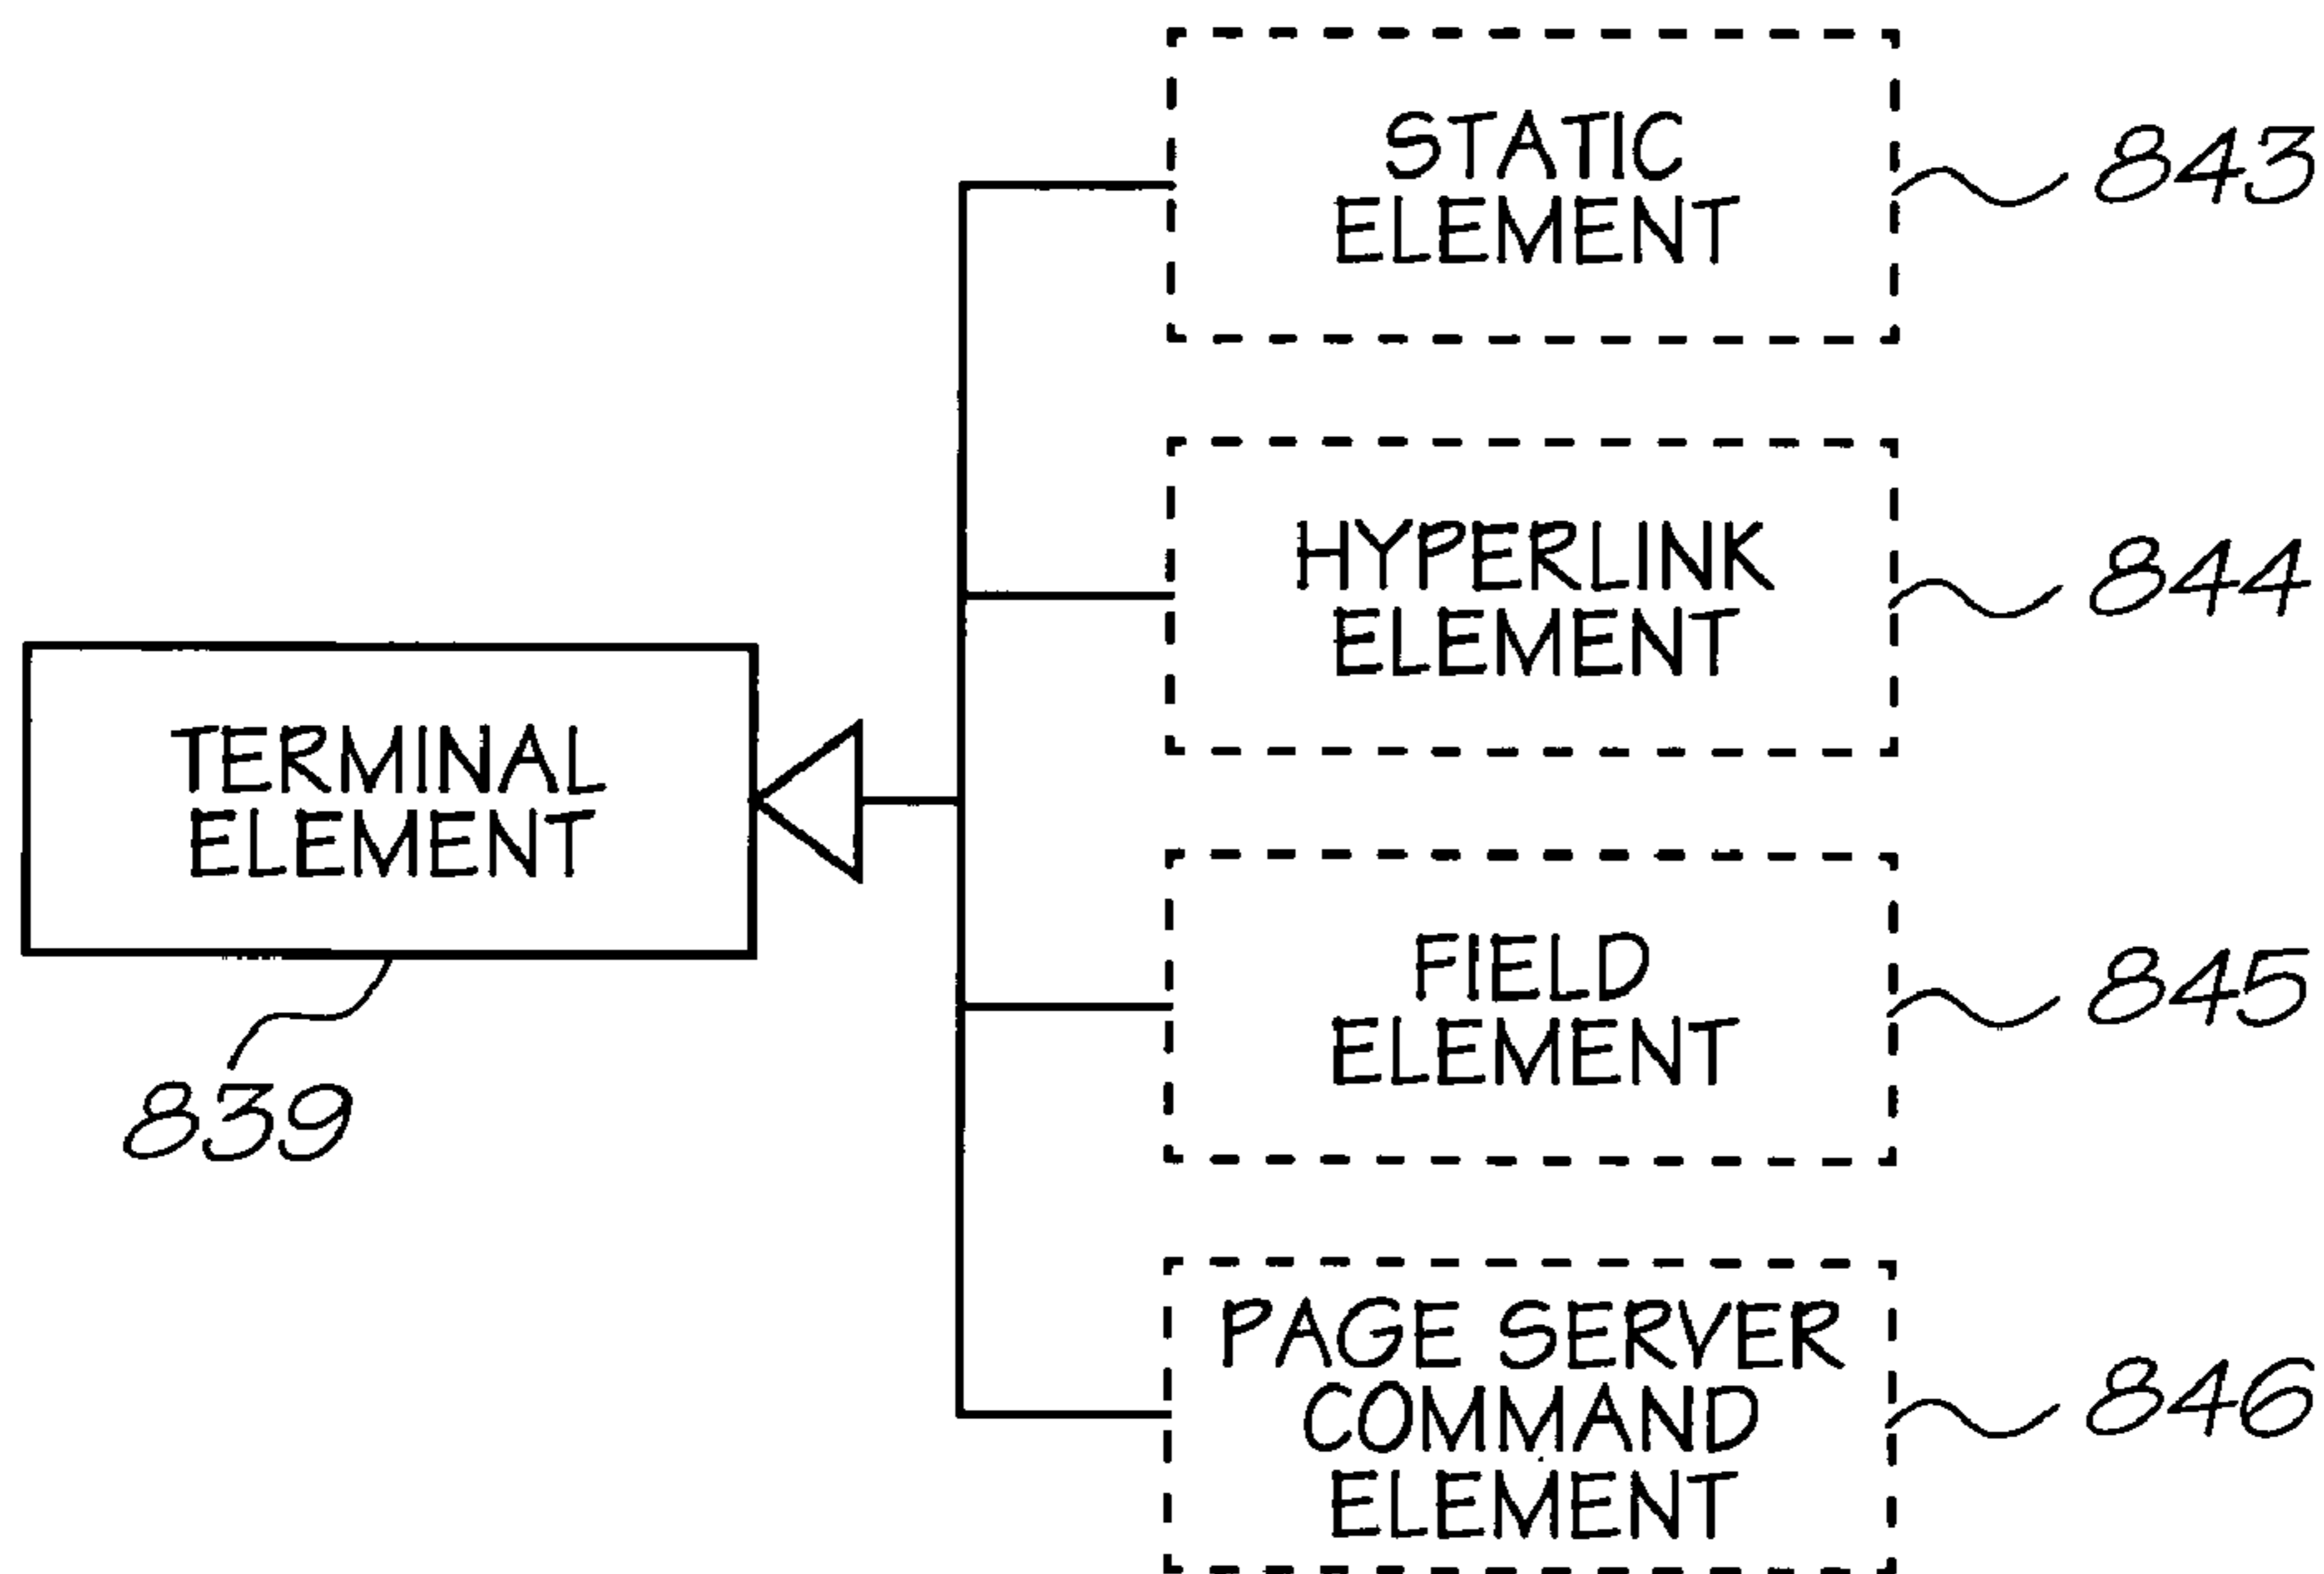 STATIC
ELEMENT
843
HYPERLINK
ELEMENT
844
TERMINAL
ELEMENT
839
FIELD
ELEMENT
845
PAGE SERVER
COMMAND
ELEMENT
846